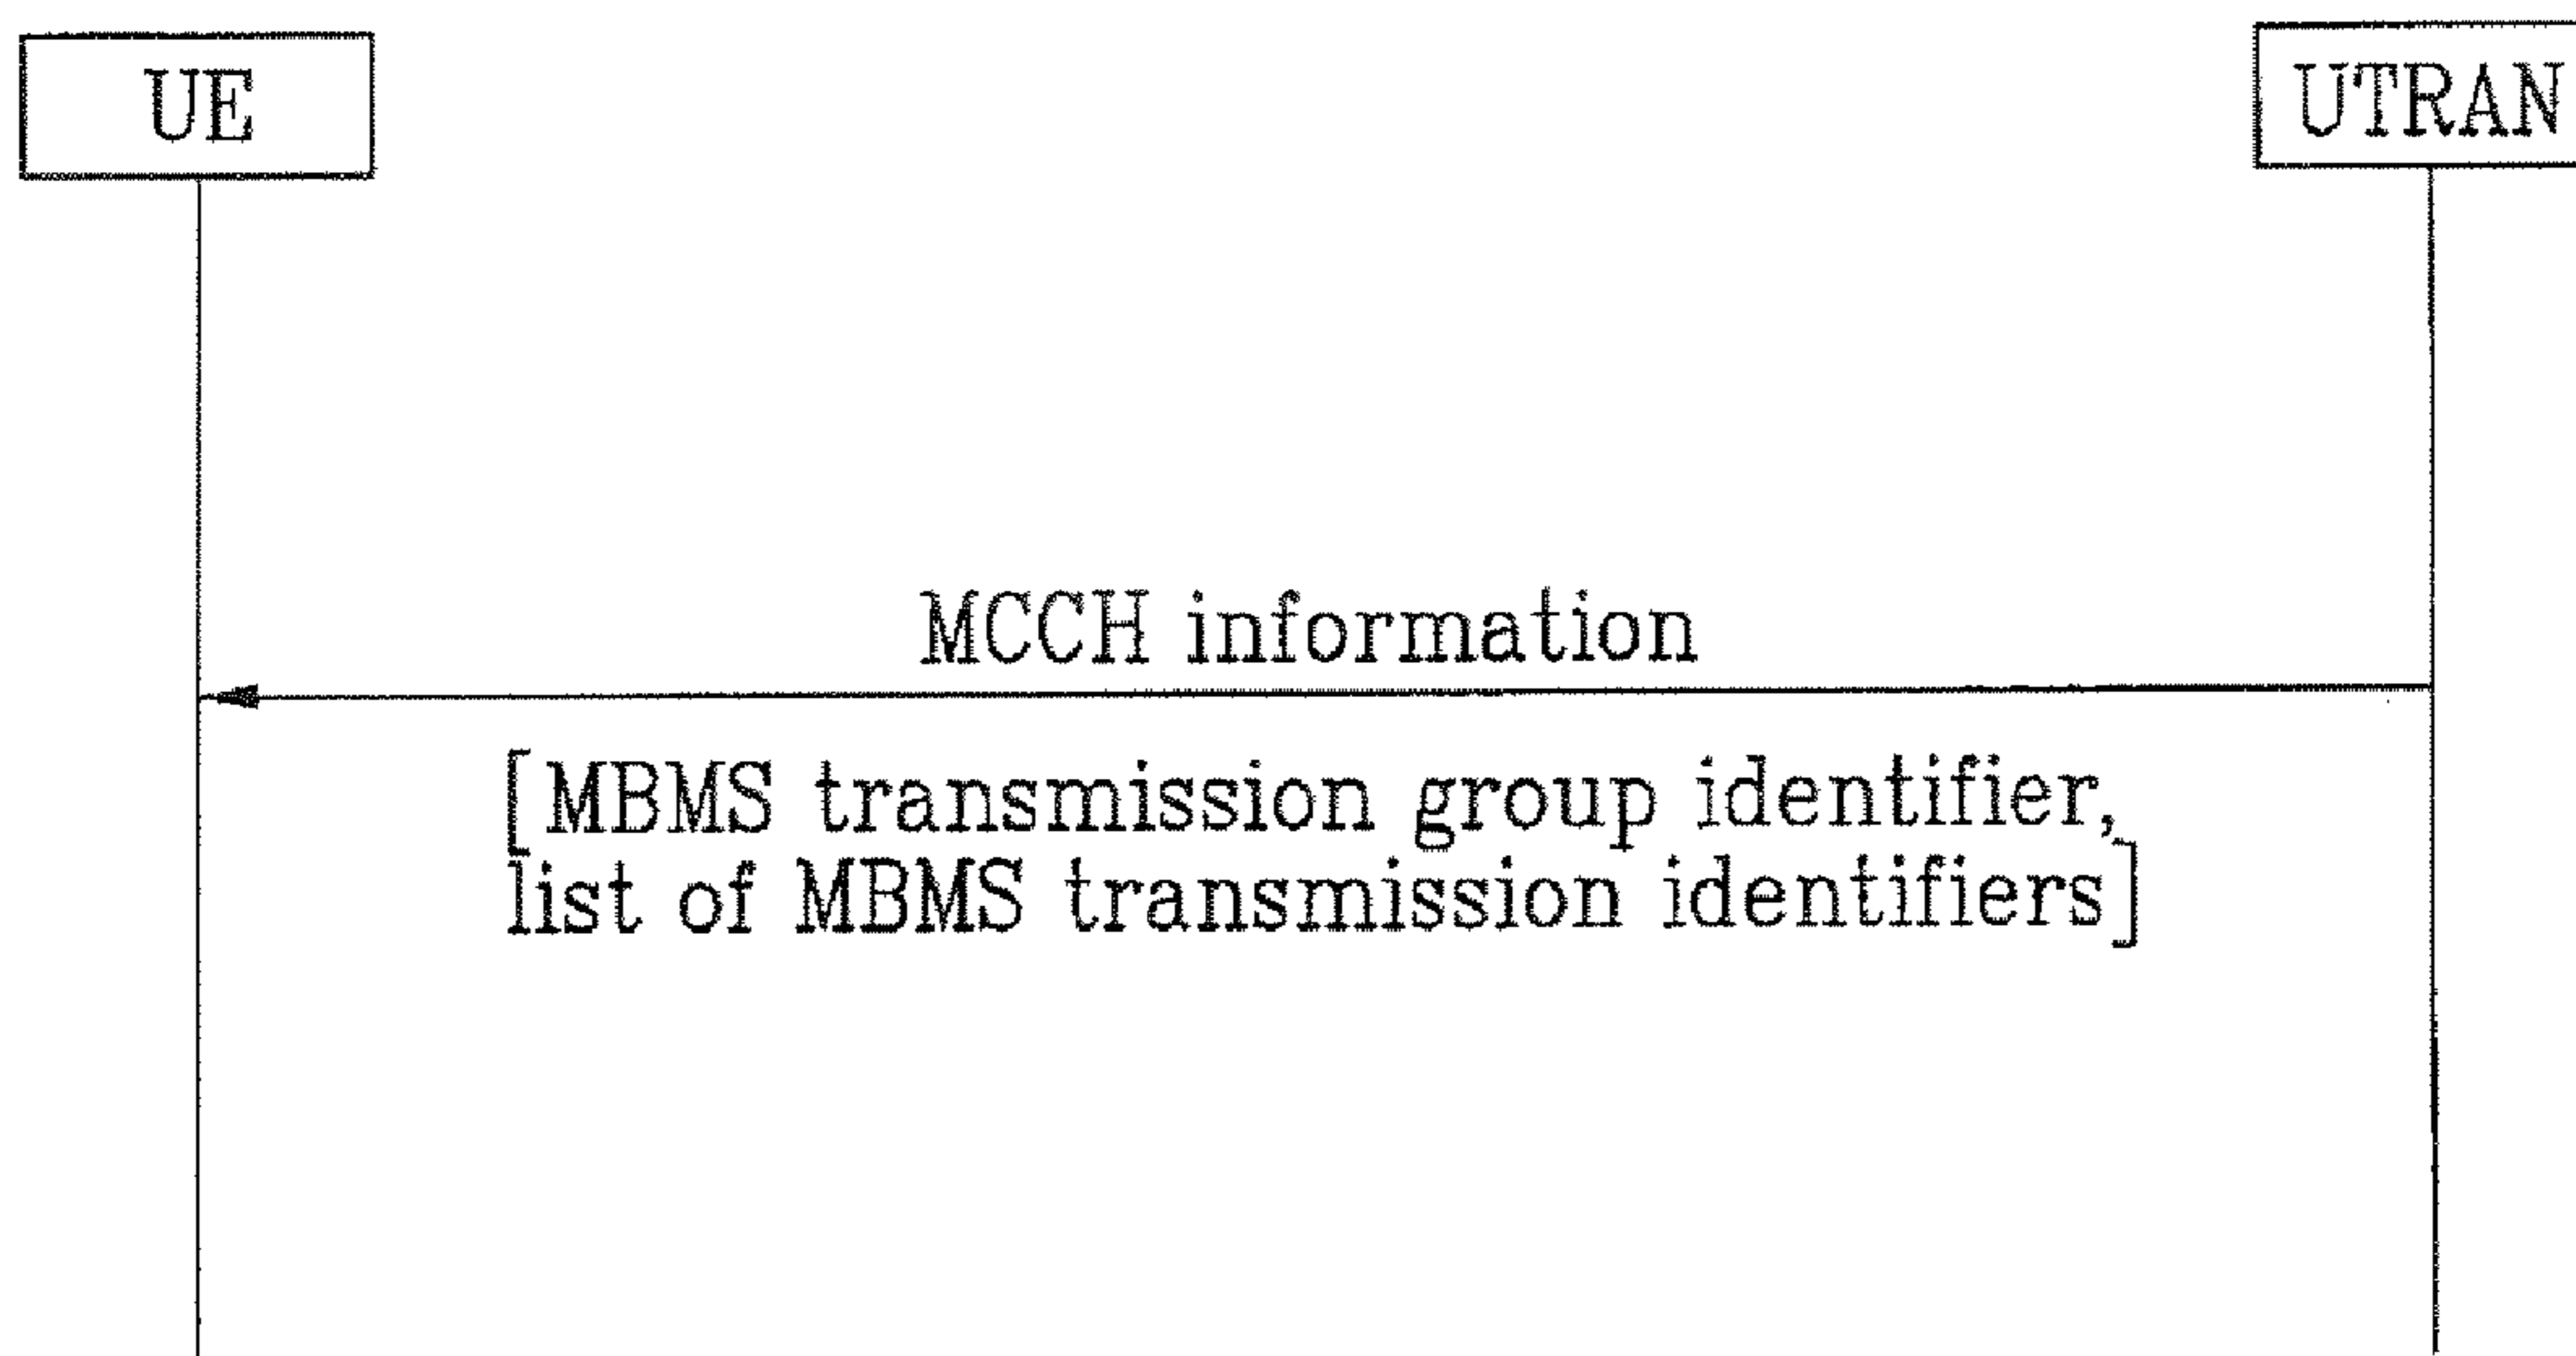 UE
UTRAN
MCCH information
[MBMS transmission group identifier,
list of MBMS transmission identifiers]